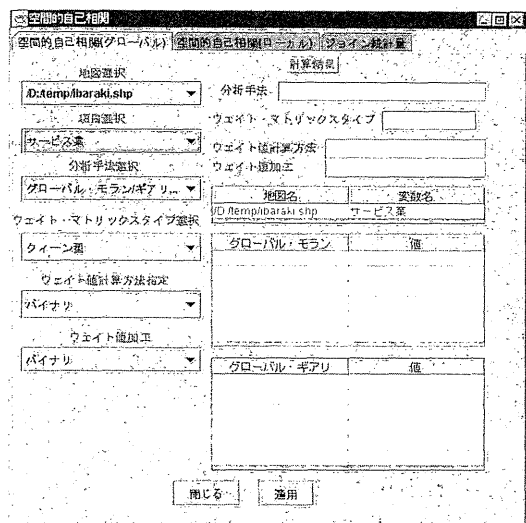 空間的自己相関
空間的自己相関(グローバル) 空間的自己相関(ローカル) ジョイン統計量
地図選択
/D:/temp/ibaraki.shp
項目選択
サービス業
分析手法選択
グローバル・モラン/ギアリ...
ウェイト・マトリックスタイプ選択
クィーン型
ウェイト値計算方法指定
バイナリ
ウェイト値加工
バイナリ
計算結果
分析手法
ウェイト・マトリックスタイプ
ウェイト値計算方法
ウェイト値加工
地図名 変数名
/D:/temp/ibaraki.shp サービス業
グローバル・モラン 値
グローバル・ギアリ 値
閉じる 適用